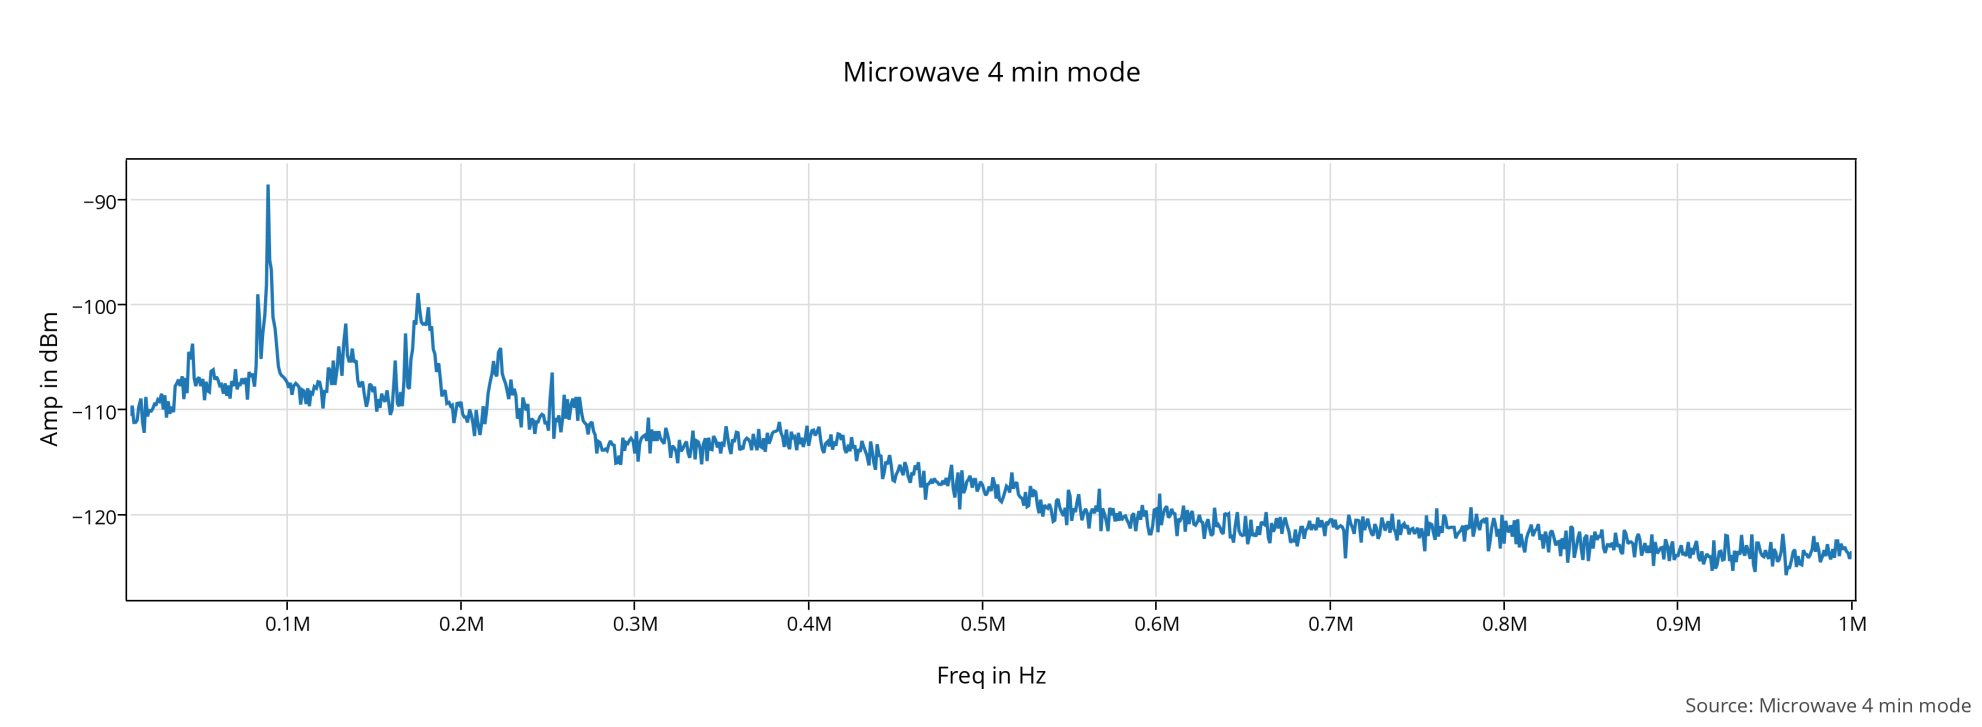 Microwave 4 min mode
Amp in dBm
−90
−100
−110
−120
0.1M 0.2M 0.3M 0.4M 0.5M 0.6M 0.7M 0.8M 0.9M 1M
Freq in Hz
Source: Microwave 4 min mode